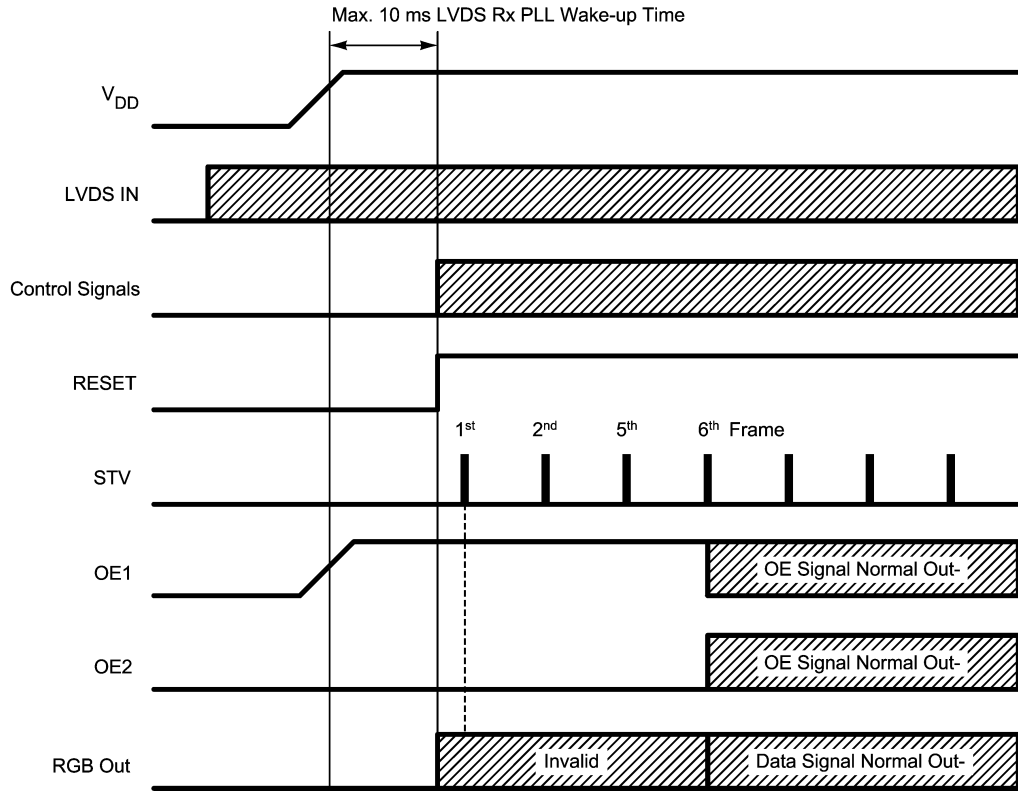 Max. 10 ms LVDS Rx PLL Wake-up Time
VDD
LVDS IN
Control Signals
RESET
1st 2nd 5th 6th Frame
STV
OE1
OE Signal Normal Out-
OE2
OE Signal Normal Out-
RGB Out
Invalid
Data Signal Normal Out-